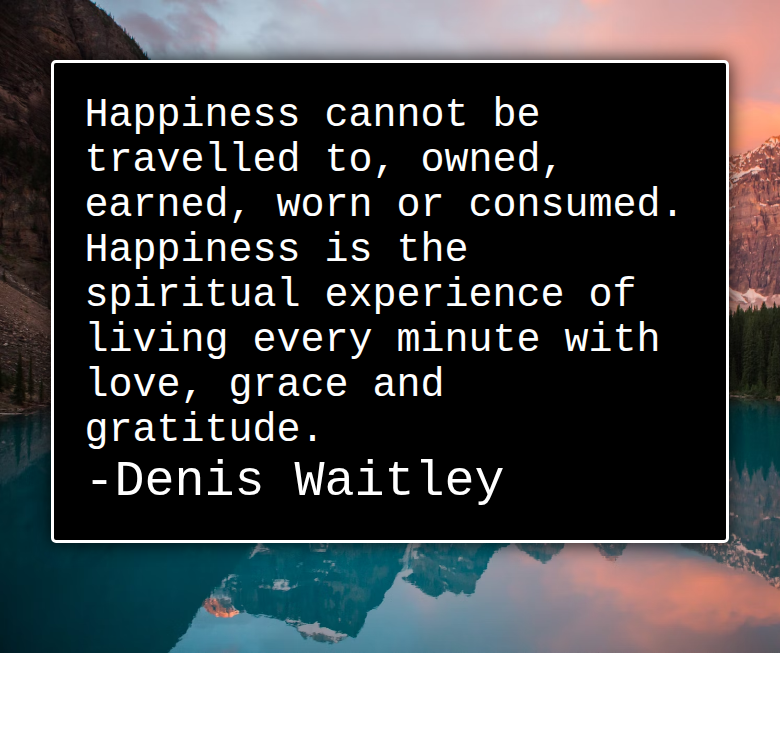 Happiness cannot be
travelled to, owned,
earned, worn or consumed.
Happiness is the
spiritual experience of
living every minute with
love, grace and
gratitude.
-Denis Waitley